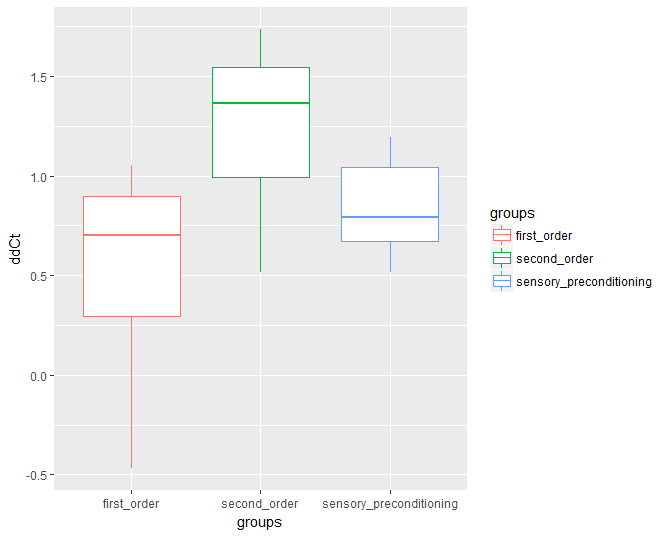 ddCt
1.5
1.0
0.5
0.0
-0.5
first_order
second_order
sensory_preconditioning
groups
groups
first_order
second_order
sensory_preconditioning